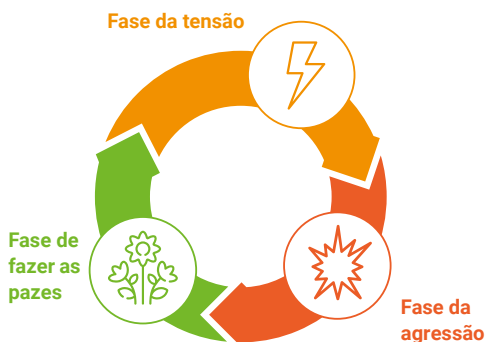 Fase da tensão
Fase de
fazer as
pazes
Fase da
agressão